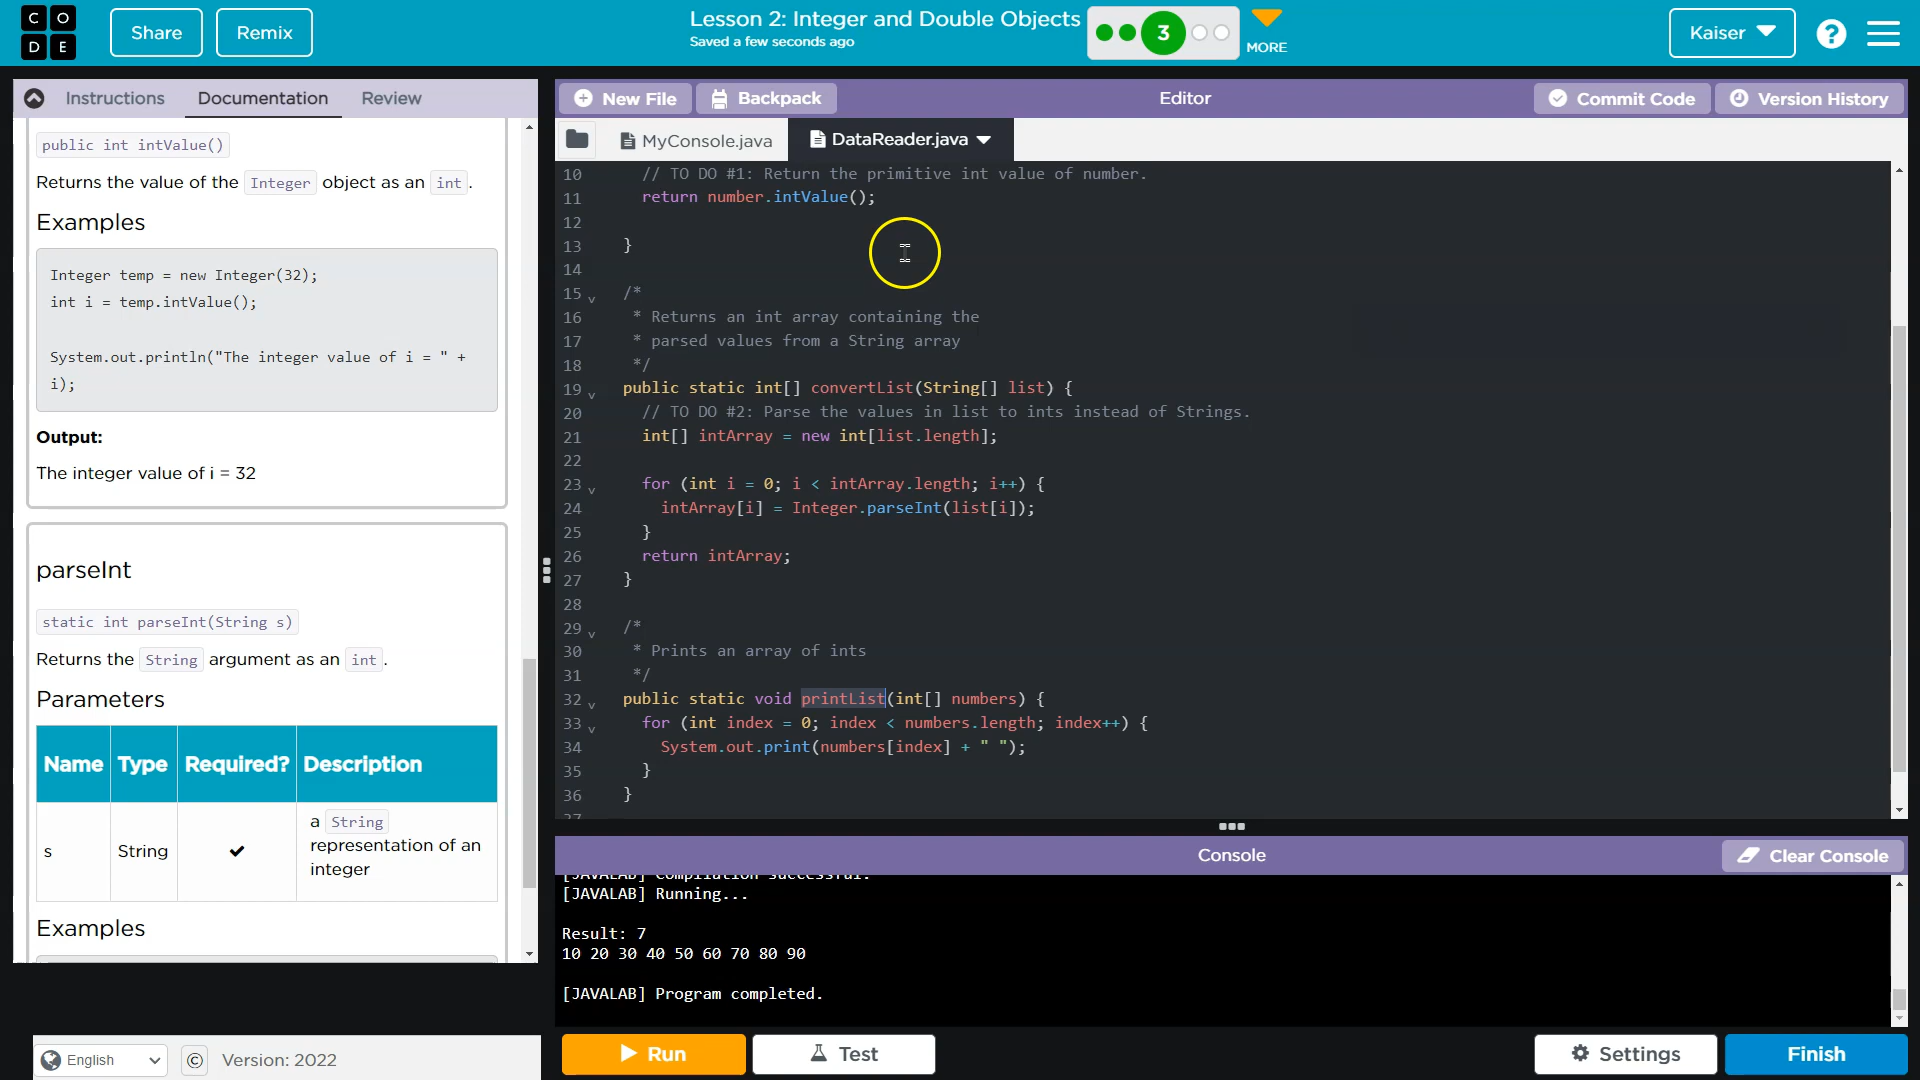 C O
D E
Share
Remix
Lesson 2: Integer and Double Objects
Saved a few seconds ago
3
MORE
Kaiser
?
Instructions
Documentation
Review
public int intValue()
Returns the value of the Integer object as an int.
Examples
Integer temp = new Integer(32);
int i = temp.intValue();
System.out.println("The integer value of i = " +
i);
Output:
The integer value of i = 32
parseInt
static int parseInt(String s)
Returns the String argument as an int.
Parameters
Name Type Required? Description
s String ✔ a String
representation of an
integer
Examples
English
©
Version: 2022
New File
Backpack
Editor
Commit Code
Version History
MyConsole.java
DataReader.java
10 // TO DO #1: Return the primitive int value of number.
11 return number.intValue();
12
13 }
14
15 /*
16 * Returns an int array containing the
17 * parsed values from a String array
18 */
19 public static int[] convertList(String[] list) {
20 // TO DO #2: Parse the values in list to ints instead of Strings.
21 int[] intArray = new int[list.length];
22
23 for (int i = 0; i < intArray.length; i++) {
24 intArray[i] = Integer.parseInt(list[i]);
25 }
26 return intArray;
27 }
28
29 /*
30 * Prints an array of ints
31 */
32 public static void printList(int[] numbers) {
33 for (int index = 0; index < numbers.length; index++) {
34 System.out.print(numbers[index] + " ");
35 }
36 }
37
Console
Clear Console
[JAVALAB] Compilation successful.
[JAVALAB] Running...
Result: 7
10 20 30 40 50 60 70 80 90
[JAVALAB] Program completed.
Run
Test
Settings
Finish